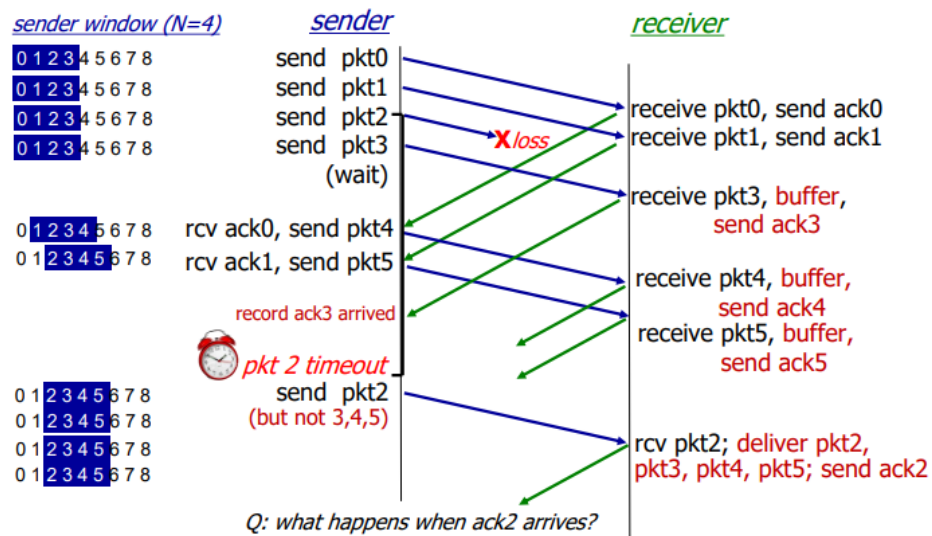 sender window (N=4) sender receiver
0 1 2 3 4 5 6 7 8 send pkt0
0 1 2 3 4 5 6 7 8 send pkt1
receive pkt0, send ack0
0 1 2 3 4 5 6 7 8 send pkt2
X loss
receive pkt1, send ack1
0 1 2 3 4 5 6 7 8 send pkt3
(wait)
receive pkt3, buffer,
send ack3
0 1 2 3 4 5 6 7 8 rcv ack0, send pkt4
0 1 2 3 4 5 6 7 8 rcv ack1, send pkt5
receive pkt4, buffer,
send ack4
record ack3 arrived
receive pkt5, buffer,
send ack5
pkt 2 timeout
0 1 2 3 4 5 6 7 8 send pkt2
0 1 2 3 4 5 6 7 8 (but not 3,4,5)
0 1 2 3 4 5 6 7 8 rcv pkt2; deliver pkt2,
0 1 2 3 4 5 6 7 8 pkt3, pkt4, pkt5; send ack2
Q: what happens when ack2 arrives?